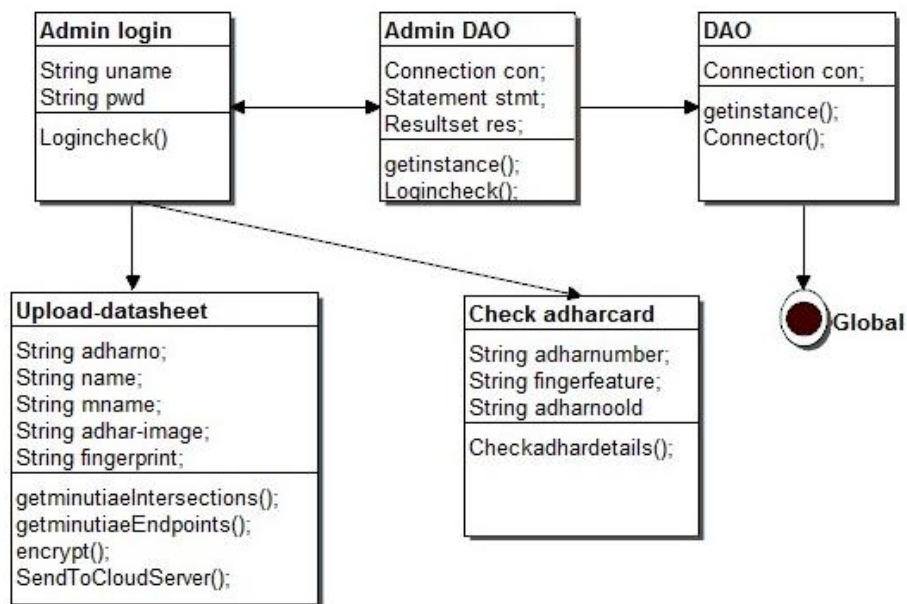 Admin login
String uname
String pwd
Logincheck()
Admin DAO
Connection con;
Statement stmt;
Resultset res;
getinstance();
Logincheck();
DAO
Connection con;
getinstance();
Connector();
Upload-datasheet
String adharno;
String name;
String mname;
String adhar-image;
String fingerprint;
getminutiaeIntersections();
getminutiaeEndpoints();
encrypt();
SendToCloudServer();
Check adharcard
String adharnumber;
String fingerfeature;
String adharnoold
Checkadhardetails();
Global